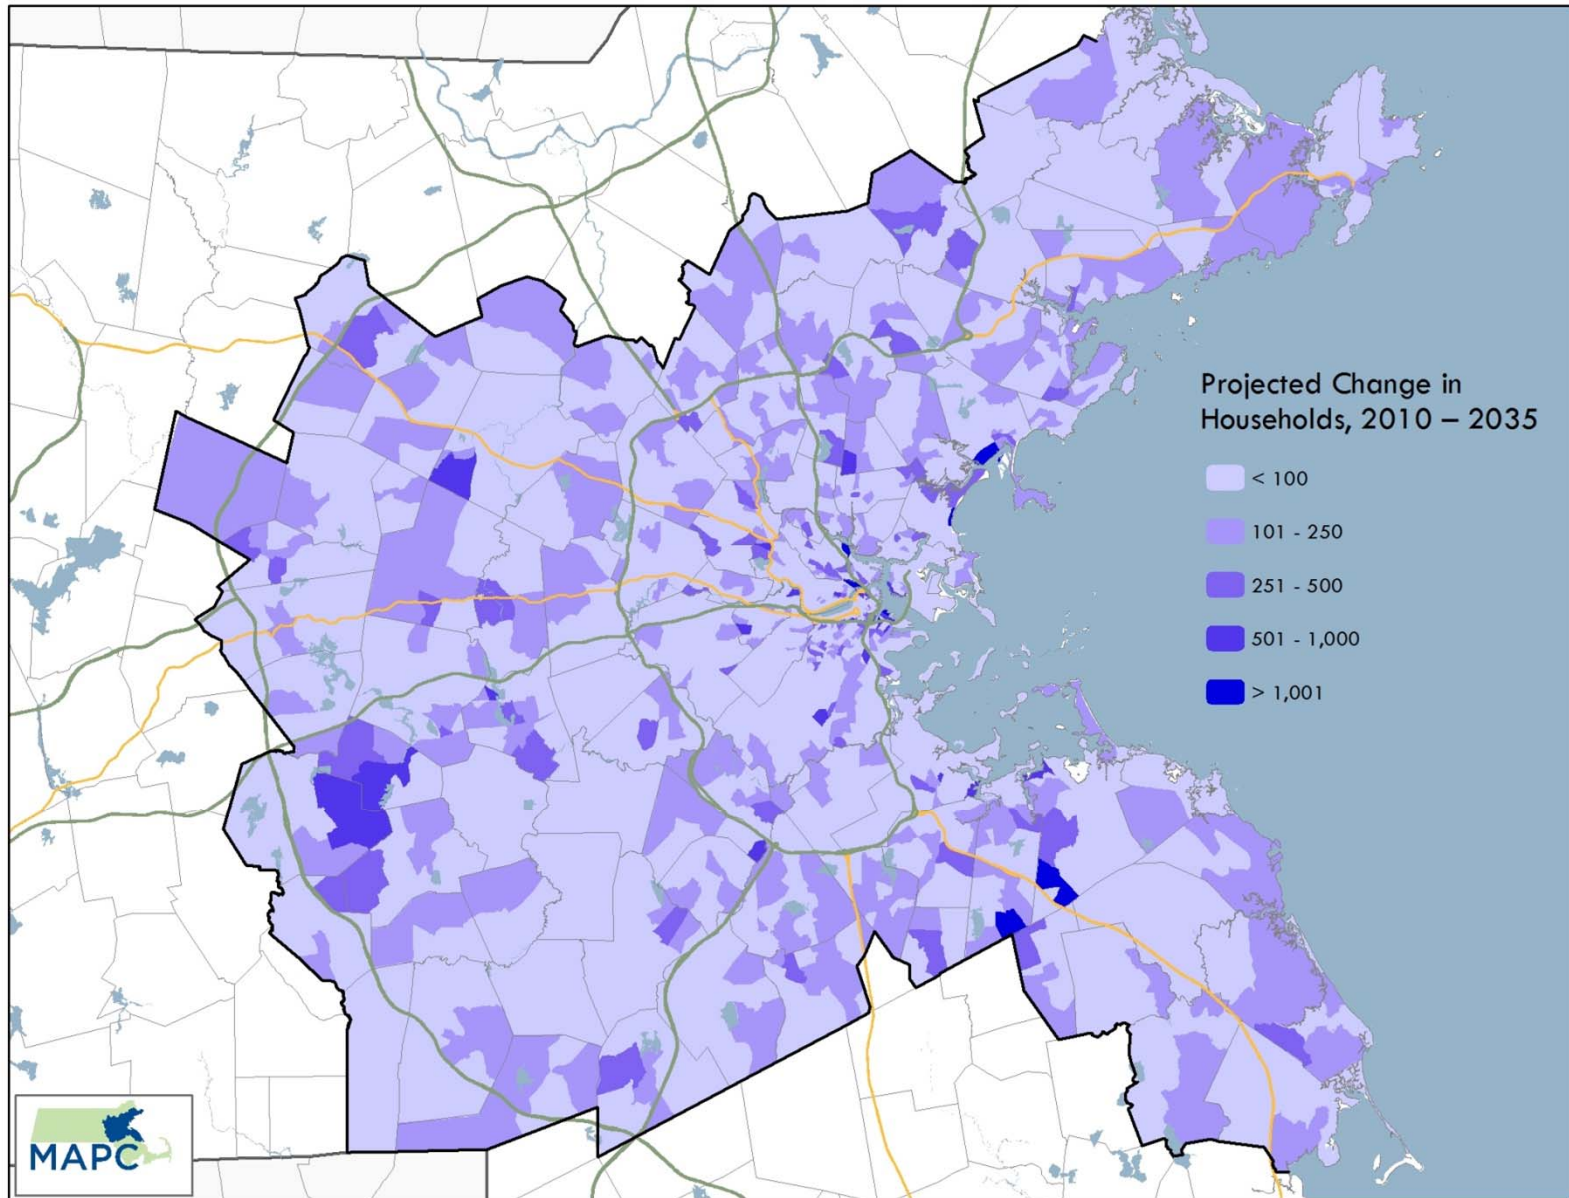 Projected Change in
Households, 2010 – 2035
< 100
101 - 250
251 - 500
501 - 1,000
> 1,001
MAPC